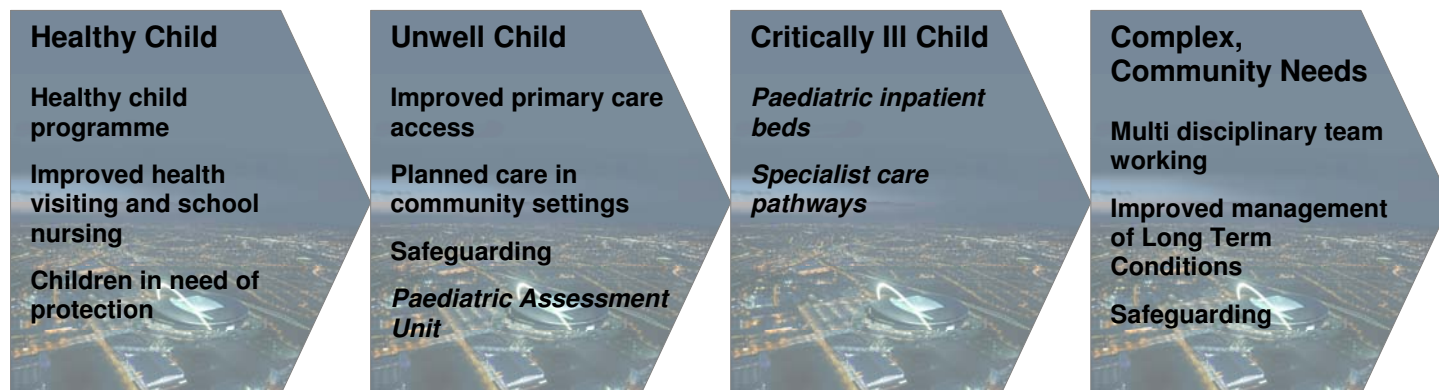 Healthy Child
Healthy child
programme
Improved health
visiting and school
nursing
Children in need of
protection
Unwell Child
Improved primary care
access
Planned care in
community settings
Safeguarding
Paediatric Assessment
Unit
Critically Ill Child
Paediatric inpatient
beds
Specialist care
pathways
Complex,
Community Needs
Multi disciplinary team
working
Improved management
of Long Term
Conditions
Safeguarding